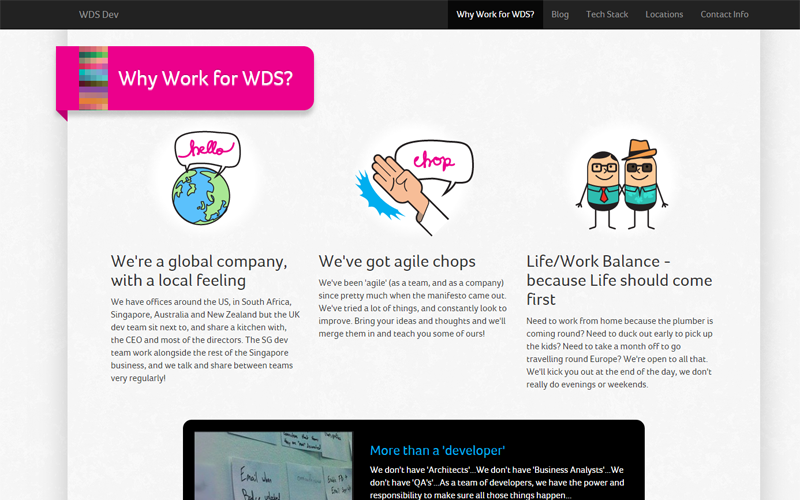 WDS Dev
Why Work for WDS?
Blog
Tech Stack
Locations
Contact Info
Why Work for WDS?
hello
chop
We're a global company,
with a local feeling
We have offices around the US, in South Africa,
Singapore, Australia and New Zealand but the UK
dev team sit next to, and share a kitchen with,
the CEO and most of the directors. The SG dev
team work alongside the rest of the Singapore
business, and we talk and share between teams
very regularly!
We've got agile chops
We've been 'agile' (as a team, and as a company)
since pretty much when the manifesto came out.
We've tried a lot of things, and constantly look to
improve. Bring your ideas and thoughts and we'll
merge them in and teach you some of ours!
Life/Work Balance -
because Life should come
first
Need to work from home because the plumber is
coming round? Need to duck out early to pick up
the kids? Need to take a month off to go
travelling round Europe? We're open to all that.
We'll kick you out at the end of the day, we don't
really do evenings or weekends.
Email when
More than a 'developer'
We don't have 'Architects'...We don't have 'Business Analysts'...We
don't have 'QA's'...As a team of developers, we have the power and
responsibility to make sure all those things happen...